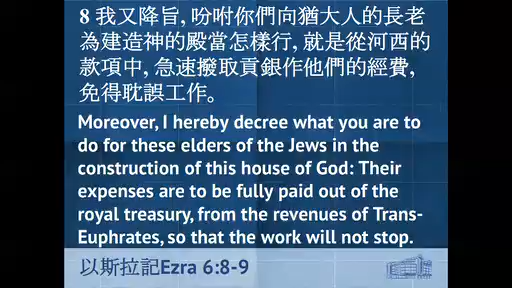 8 我又降旨, 吩咐你們向猶大人的長老
為建造神的殿當怎樣行, 就是從河西的
款項中, 急速撥取貢銀作他們的經費,
免得耽誤工作。
Moreover, I hereby decree what you are to
do for these elders of the Jews in the
construction of this house of God: Their
expenses are to be fully paid out of the
royal treasury, from the revenues of Trans-
Euphrates, so that the work will not stop.
以斯拉記Ezra 6:8-9